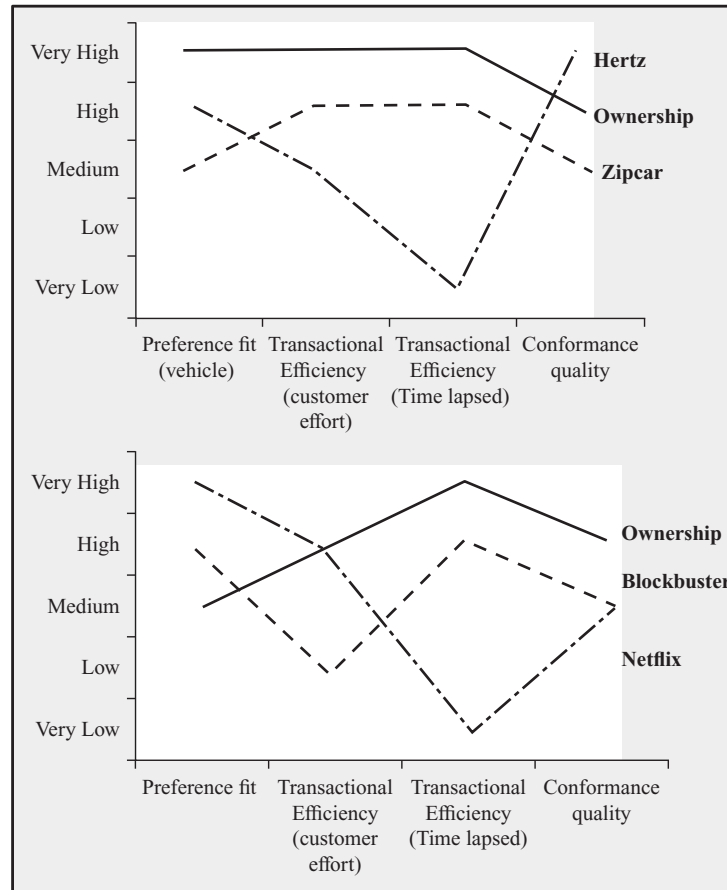 Very High
High
Medium
Low
Very Low
Hertz
Ownership
Zipcar
Preference fit
(vehicle)
Transactional
Efficiency
(customer
effort)
Transactional
Efficiency
(Time lapsed)
Conformance
quality
Very High
High
Medium
Low
Very Low
Ownership
Blockbuster
Netflix
Preference fit
Transactional
Efficiency
(customer
effort)
Transactional
Efficiency
(Time lapsed)
Conformance
quality